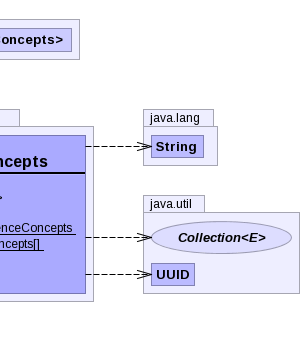 oncepts>
java.lang
String
ncepts
>
enceConcepts
ncepts[]
java.util
Collection<E>
UUID